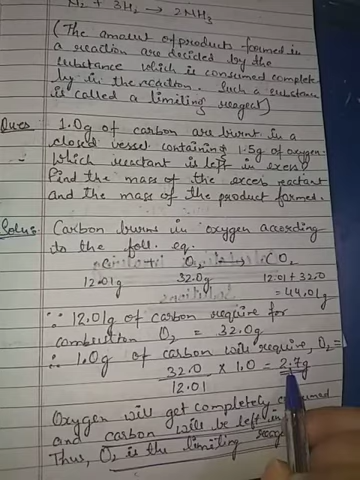 N2 + 3H2 → 2NH3
(The amount of products formed in
a reaction are decided by the
substance which is consumed complete
ly in the reaction. Such a substance
is called a limiting reagent)
Ques 1.0g of carbon are burnt in a
closed vessel containing 1.5g of oxygen.
Which reactant is left in excess?
Find the mass of the excess reactant
and the mass of the product formed.
Soln: Carbon burns in oxygen according
to the foll. eq.
C + O2 → CO2
12.01g 32.0g 12.01 + 32.0
= 44.01g
∵ 12.01g of carbon require for
combustion O2 = 32.0g
∴ 1.0g of carbon will require, O2 =
32.0 / 12.01 × 1.0 = 2.7g
Oxygen will get completely consumed
and carbon will be left in
Thus, O2 is the limiting reagent